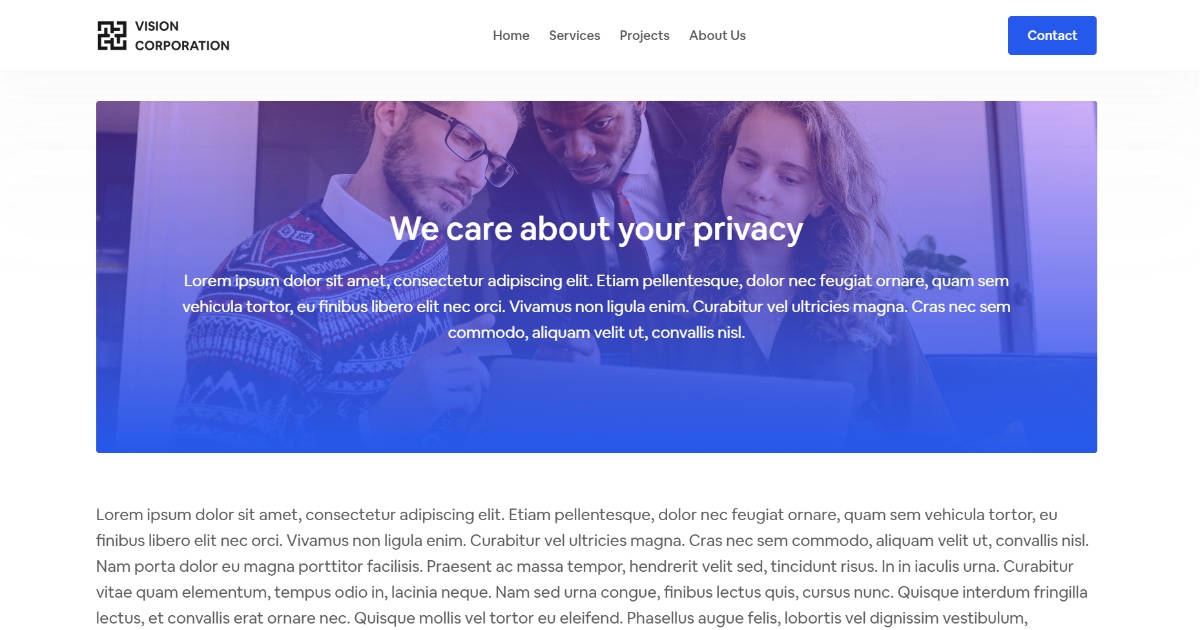 VISION
CORPORATION
Home Services Projects About Us
Contact
We care about your privacy
Lorem ipsum dolor sit amet, consectetur adipiscing elit. Etiam pellentesque, dolor nec feugiat ornare, quam sem
vehicula tortor, eu finibus libero elit nec orci. Vivamus non ligula enim. Curabitur vel ultricies magna. Cras nec sem
commodo, aliquam velit ut, convallis nisl.
Lorem ipsum dolor sit amet, consectetur adipiscing elit. Etiam pellentesque, dolor nec feugiat ornare, quam sem vehicula tortor, eu
finibus libero elit nec orci. Vivamus non ligula enim. Curabitur vel ultricies magna. Cras nec sem commodo, aliquam velit ut, convallis nisl.
Nam porta dolor eu magna porttitor facilisis. Praesent ac massa tempor, hendrerit velit sed, tincidunt risus. In in iaculis urna. Curabitur
vitae quam elementum, tempus odio in, lacinia neque. Nam sed urna congue, finibus lectus quis, cursus nunc. Quisque interdum fringilla
lectus, et convallis erat ornare nec. Quisque mollis vel tortor eu eleifend. Phasellus augue felis, lobortis vel dignissim vestibulum,